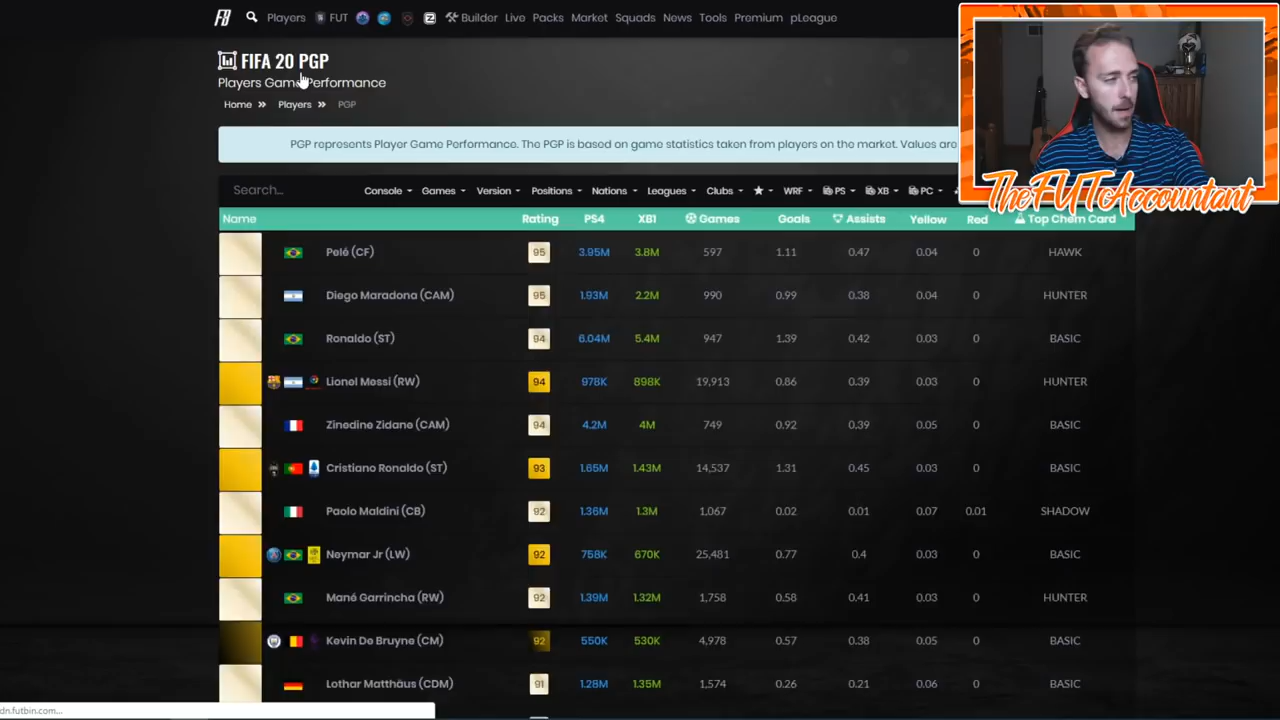 FB Players FUT Z Builder Live Packs Market Squads News Tools Premium pLeague
FIFA 20 PGP
Players Game Performance
Home » Players » PGP
PGP represents Player Game Performance. The PGP is based on game statistics taken from players on the market. Values are
TheFUTAccountant
Search... Console Games Version Positions Nations Leagues Clubs WRF PS XB PC
Name Rating PS4 XB1 Games Goals Assists Yellow Red Top Chem Card
Pelé (CF) 95 3.95M 3.8M 597 1.11 0.47 0.04 0 HAWK
Diego Maradona (CAM) 95 1.93M 2.2M 990 0.99 0.38 0.04 0 HUNTER
Ronaldo (ST) 94 6.04M 5.4M 947 1.39 0.42 0.03 0 BASIC
Lionel Messi (RW) 94 978K 898K 19,913 0.86 0.39 0.03 0 HUNTER
Zinedine Zidane (CAM) 94 4.2M 4M 749 0.92 0.39 0.05 0 BASIC
Cristiano Ronaldo (ST) 93 1.65M 1.43M 14,537 1.31 0.45 0.03 0 BASIC
Paolo Maldini (CB) 92 1.36M 1.3M 1,067 0.02 0.01 0.07 0.01 SHADOW
Neymar Jr (LW) 92 758K 670K 25,481 0.77 0.4 0.03 0 BASIC
Mané Garrincha (RW) 92 1.39M 1.32M 1,758 0.58 0.41 0.03 0 HUNTER
Kevin De Bruyne (CM) 92 550K 530K 4,978 0.57 0.38 0.05 0 BASIC
Lothar Matthäus (CDM) 91 1.28M 1.35M 1,574 0.26 0.21 0.06 0 BASIC
dn.futbin.com...